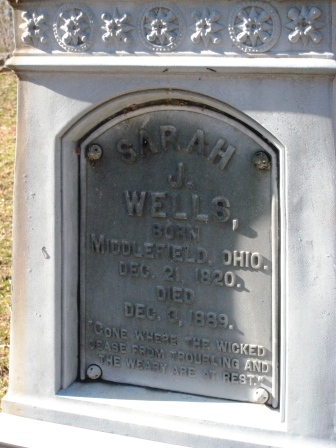 SARAH
J.
WELLS,
BORN
MIDDLEFIELD, OHIO.
DEC. 21, 1820.
DIED
DEC. 3, 1889.
"GONE WHERE THE WICKED
CEASE FROM TROUBLING AND
THE WEARY ARE AT REST."